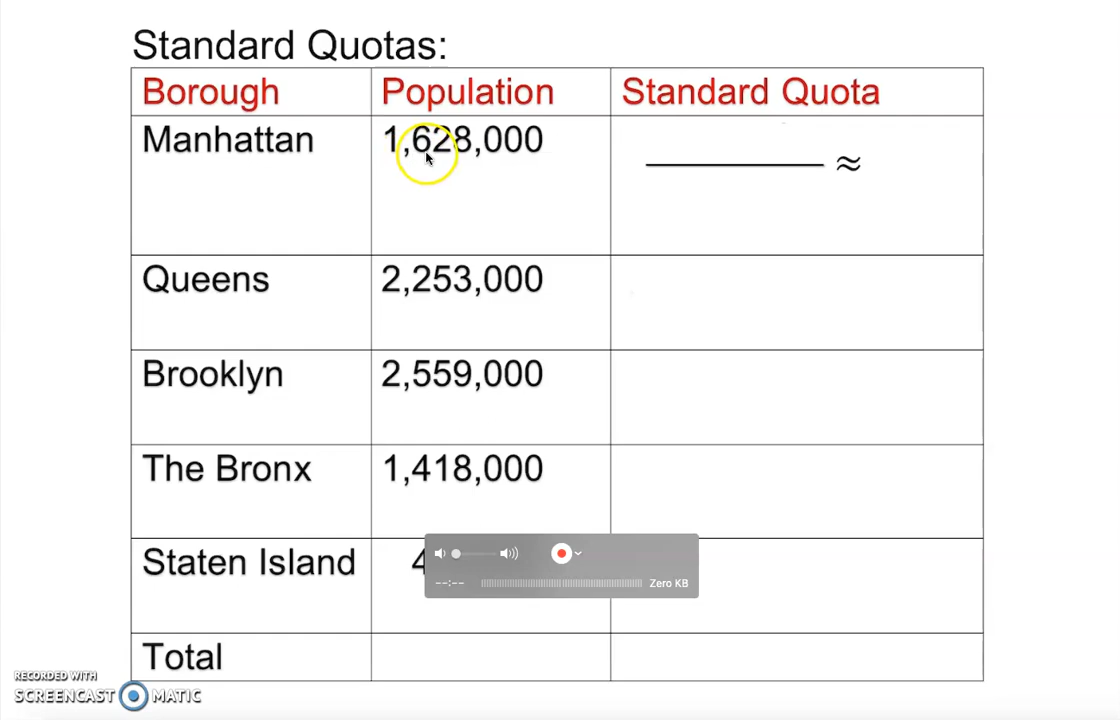 Standard Quotas:
Borough Population Standard Quota
Manhattan 1,628,000 ≈
Queens 2,253,000
Brooklyn 2,559,000
The Bronx 1,418,000
Staten Island 4
--:-- Zero KB
Total
RECORDED WITH
SCREENCAST MATIC